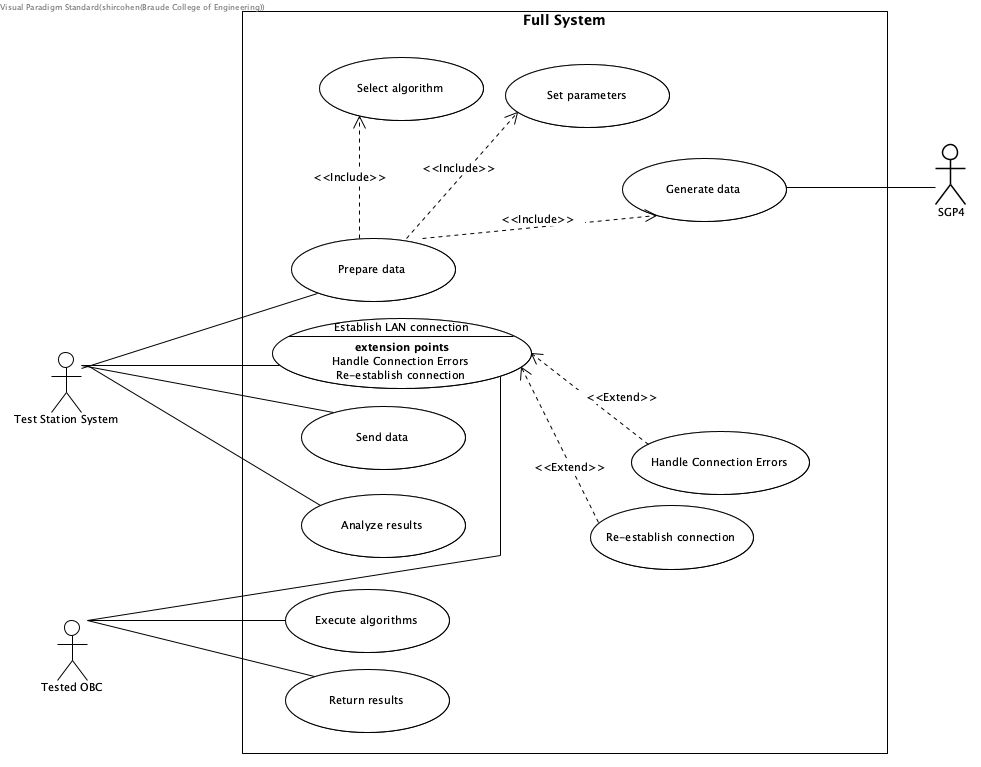 Visual Paradigm Standard(shircohen(Braude College of Engineering))
Full System
Select algorithm
Set parameters
<<Include>>
<<Include>>
Generate data
SGP4
<<Include>>
Prepare data
Establish LAN connection
extension points
Handle Connection Errors
Re-establish connection
Test Station System
<<Extend>>
Send data
<<Extend>>
Handle Connection Errors
Analyze results
Re-establish connection
Execute algorithms
Tested OBC
Return results